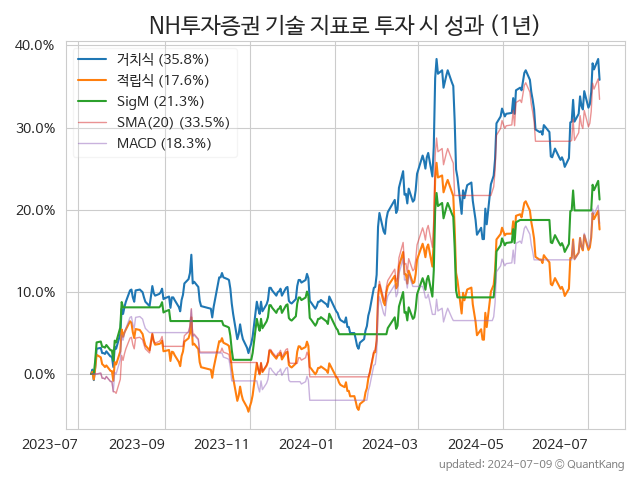 NH투자증권 기술 지표로 투자 시 성과 (1년)
40.0%
30.0%
20.0%
10.0%
0.0%
거치식 (35.8%)
적립식 (17.6%)
SigM (21.3%)
SMA(20) (33.5%)
MACD (18.3%)
2023-07 2023-09 2023-11 2024-01 2024-03 2024-05 2024-07
updated: 2024-07-09 © QuantKang